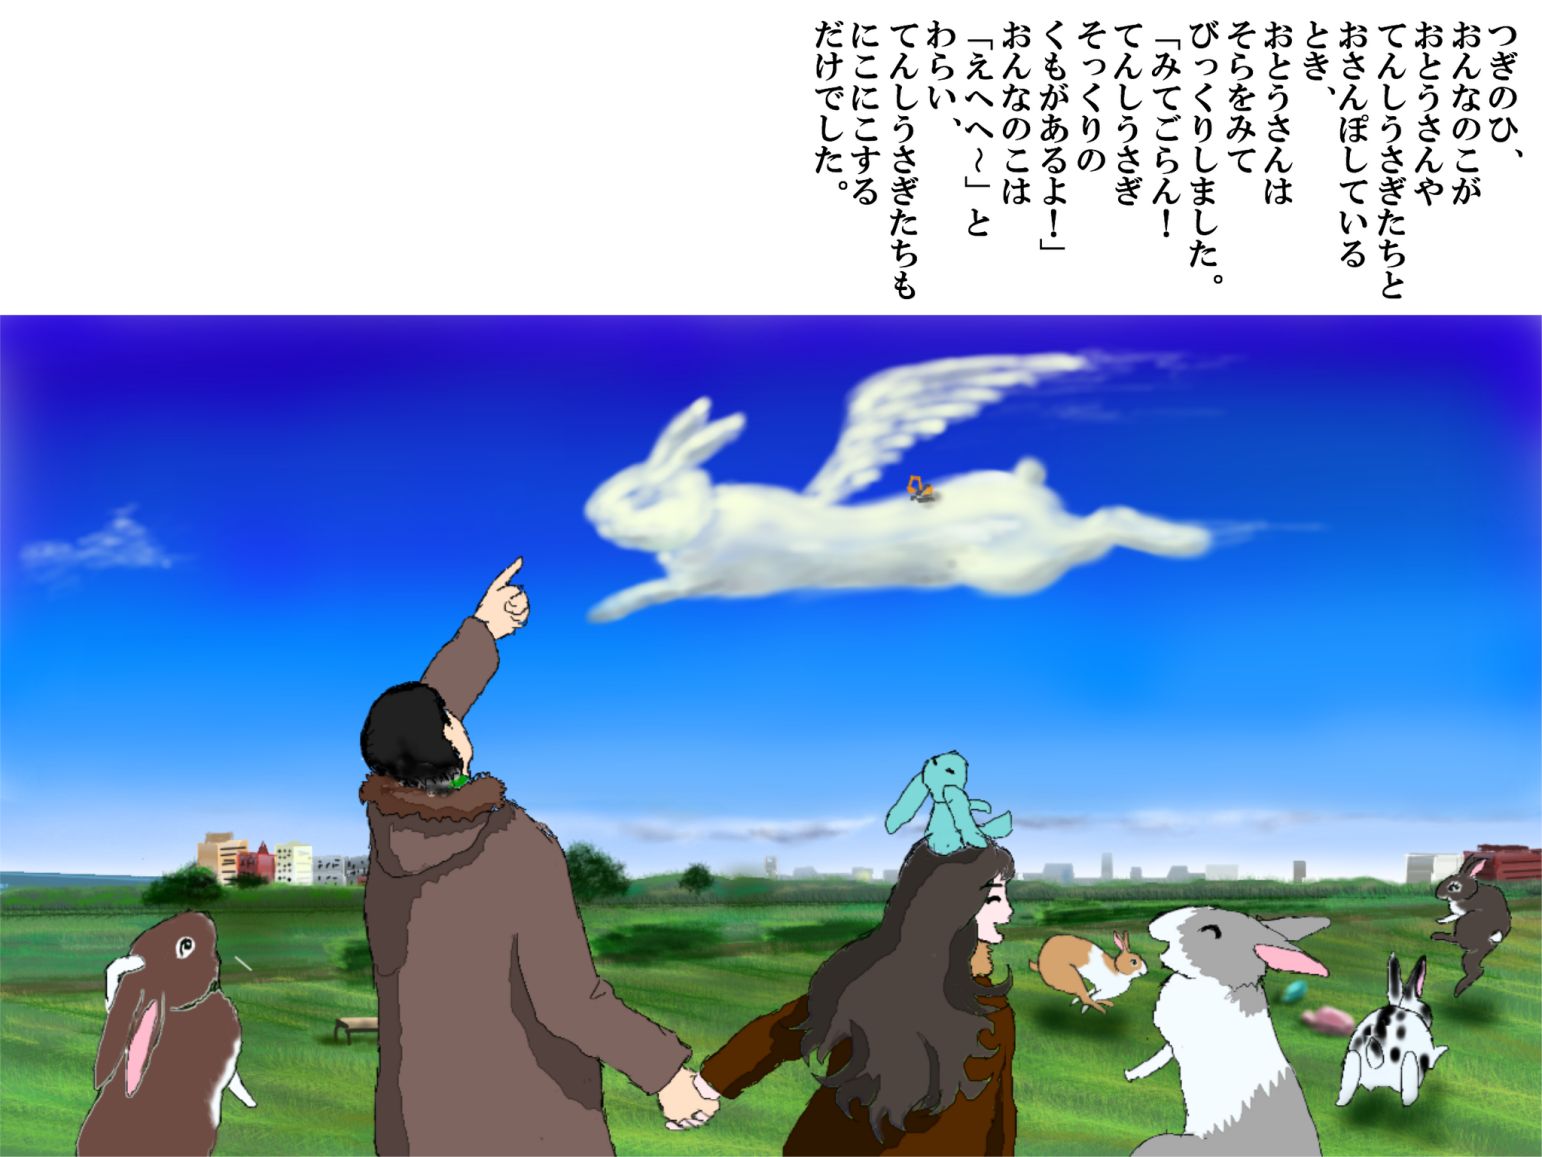 つぎのひ、
おんなのこが
おとうさんや
てんしうさぎたちと
おさんぽしている
とき、
おとうさんは
そらをみて
びっくりしました。
「みてごらん！
てんしうさぎ
そっくりの
くもがあるよ！」
おんなのこは
「えへへ～」と
わらい、
てんしうさぎたちも
にこにこする
だけでした。